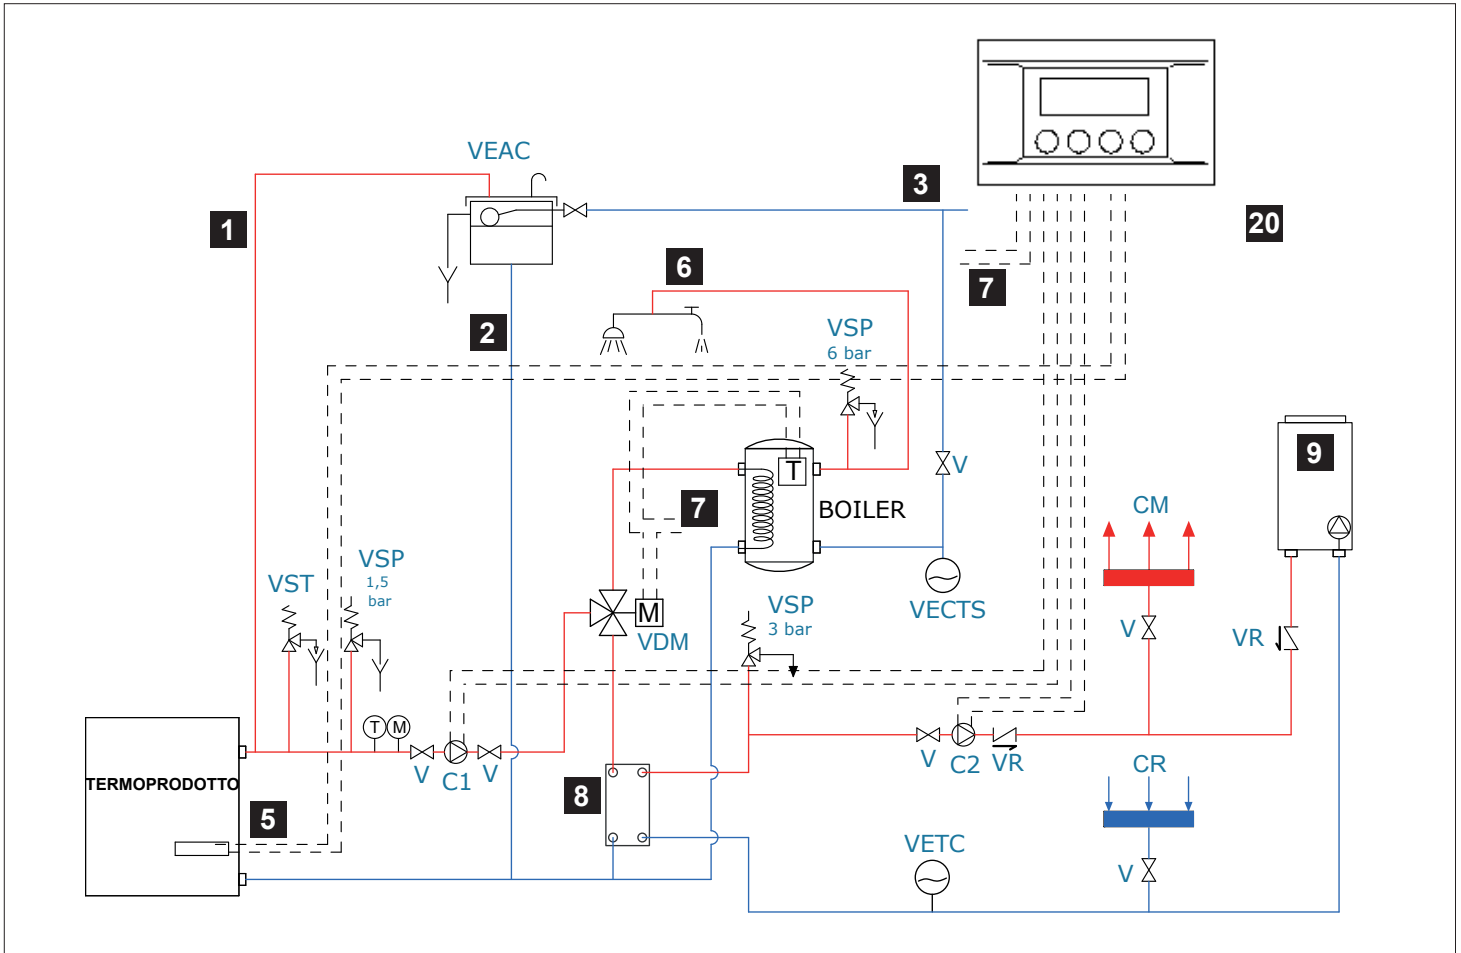 VEAC
3
1
20
6
7
2
VSP
6 bar
9
T
7
BOILER
CM
VSP
1,5
bar
VST
VSP
3 bar
VECTS
M
VDM
V
V
VR
T
M
TERMOPRODOTTO
V
C1
V
V
C2
VR
CR
8
5
VETC
V